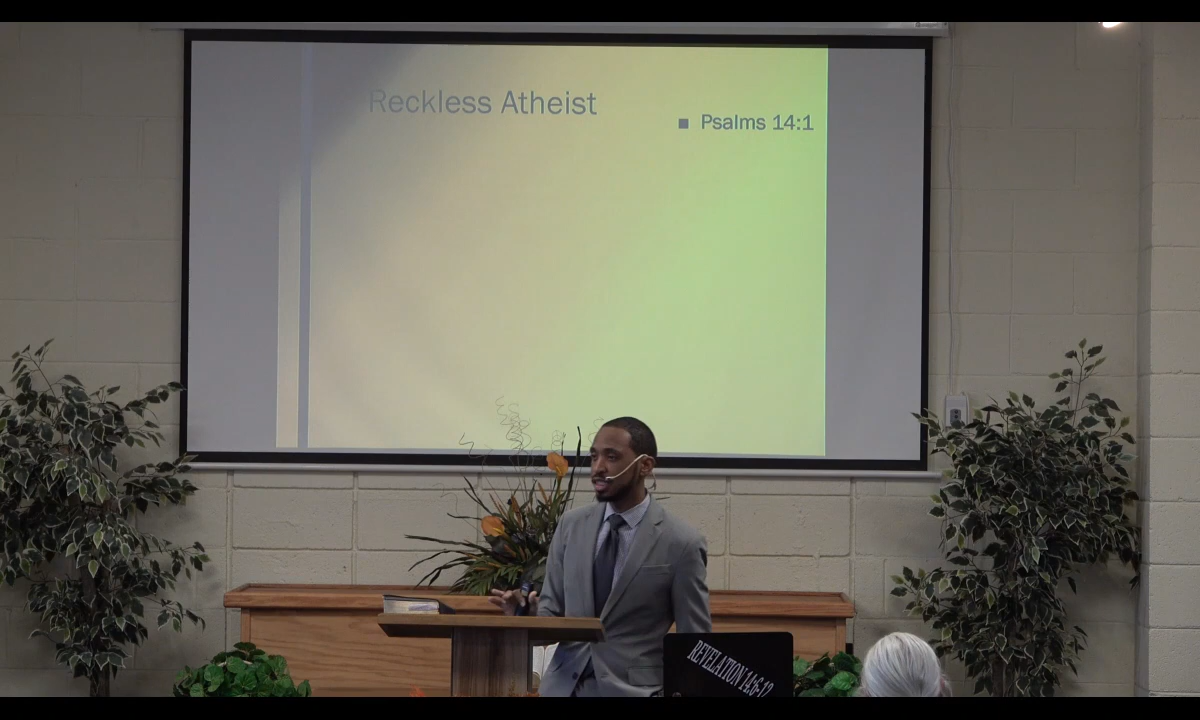 Reckless Atheist
■ Psalms 14:1
REVELATION 14:6-12